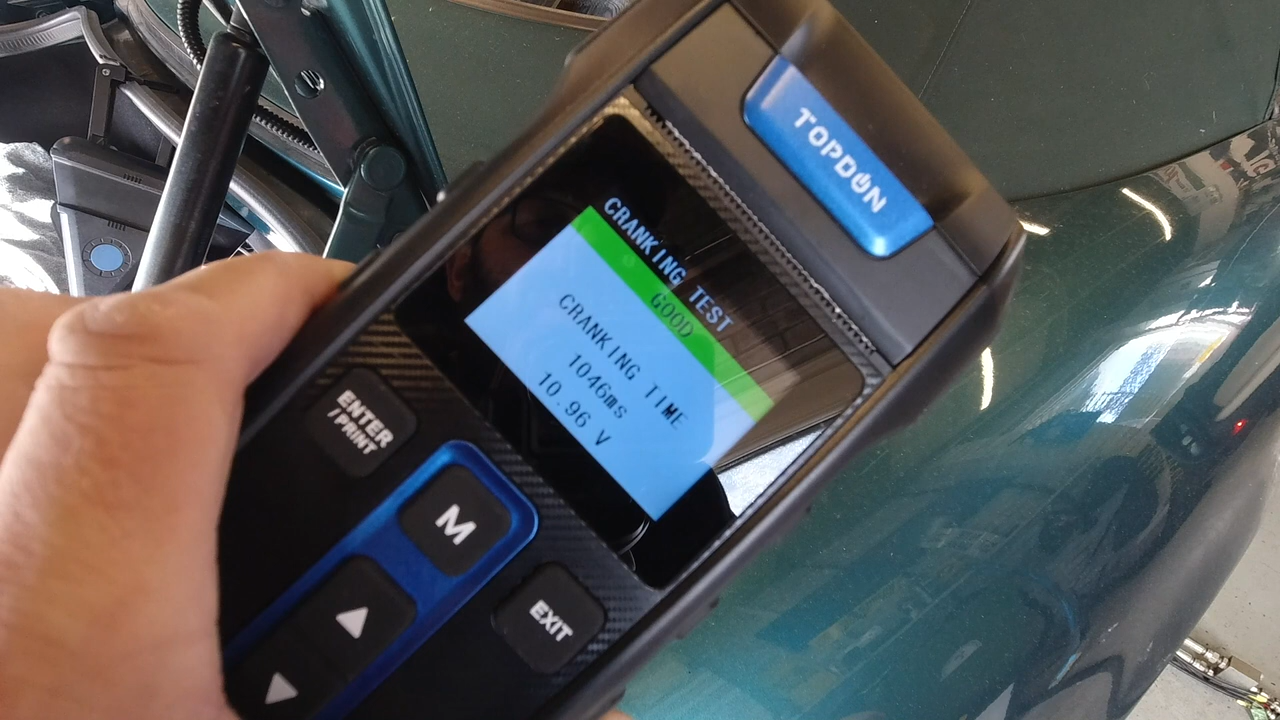 TOPDON
CRANKING TEST
GOOD
CRANKING TIME
1046ms
10.96 V
ENTER
/PRINT
M
EXIT